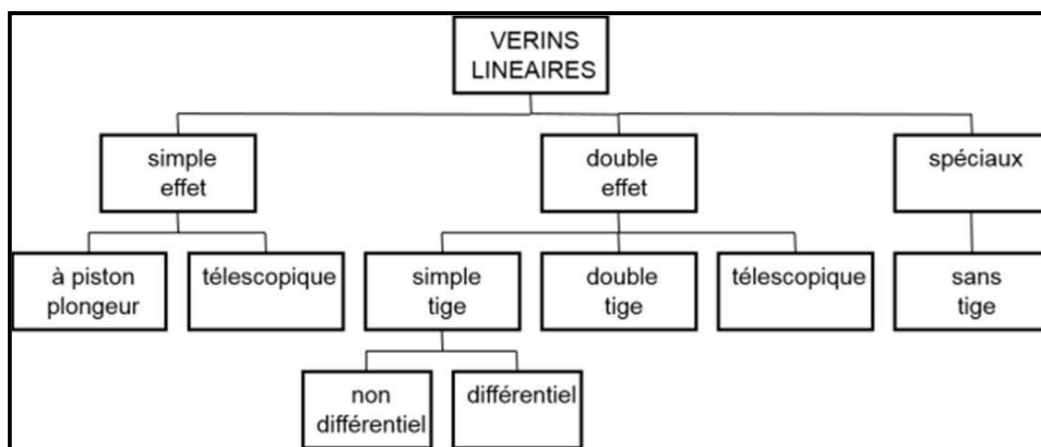 VERINS
LINEAIRES
simple
effet
double
effet
spéciaux
à piston
plongeur
télescopique
simple
tige
double
tige
télescopique
sans
tige
non
différentiel
différentiel